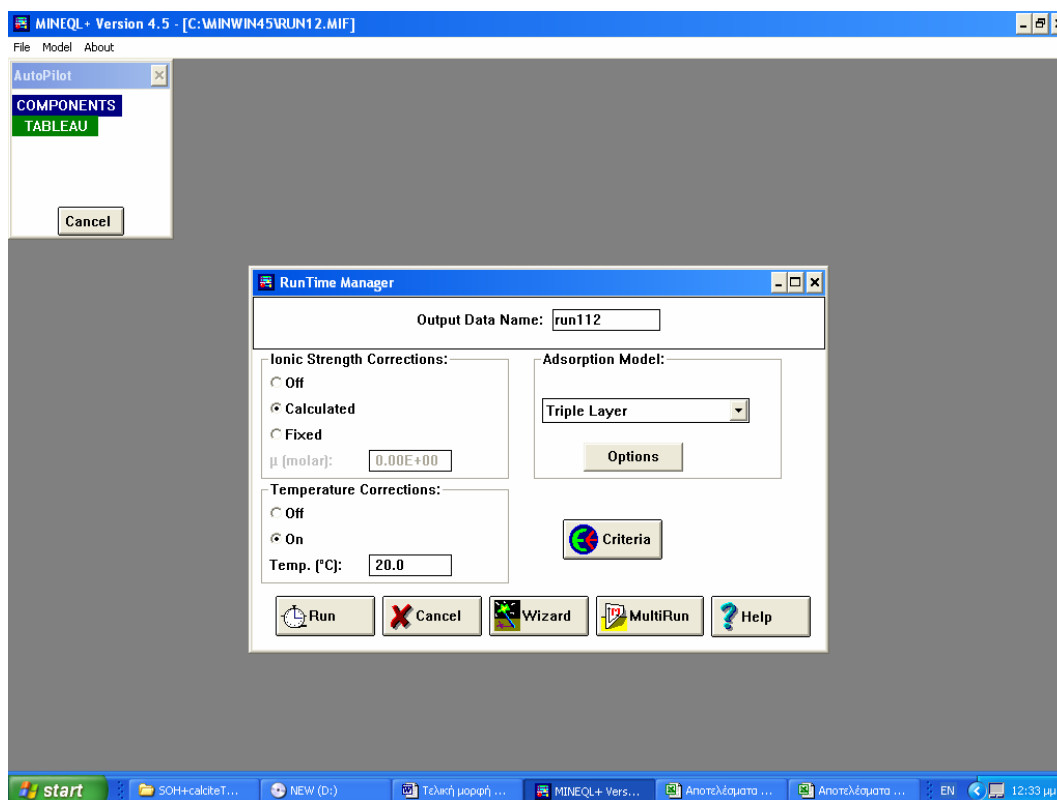 MINEQL+ Version 4.5 - [C:\MINWIN45\RUN12.MIF]
File Model About
AutoPilot
COMPONENTS
TABLEAU
Cancel
RunTime Manager
Output Data Name: run112
Ionic Strength Corrections:
Off
Calculated
Fixed
µ (molar): 0.00E+00
Adsorption Model:
Triple Layer
Options
Temperature Corrections:
Off
On
Temp. (°C): 20.0
Criteria
Run Cancel Wizard MultiRun Help
start SOH+calciteT... NEW (D:) Τελική μορφή ... MINEQL+ Vers... Αποτελέσματα ... Αποτελέσματα ... EN 12:33 μμ